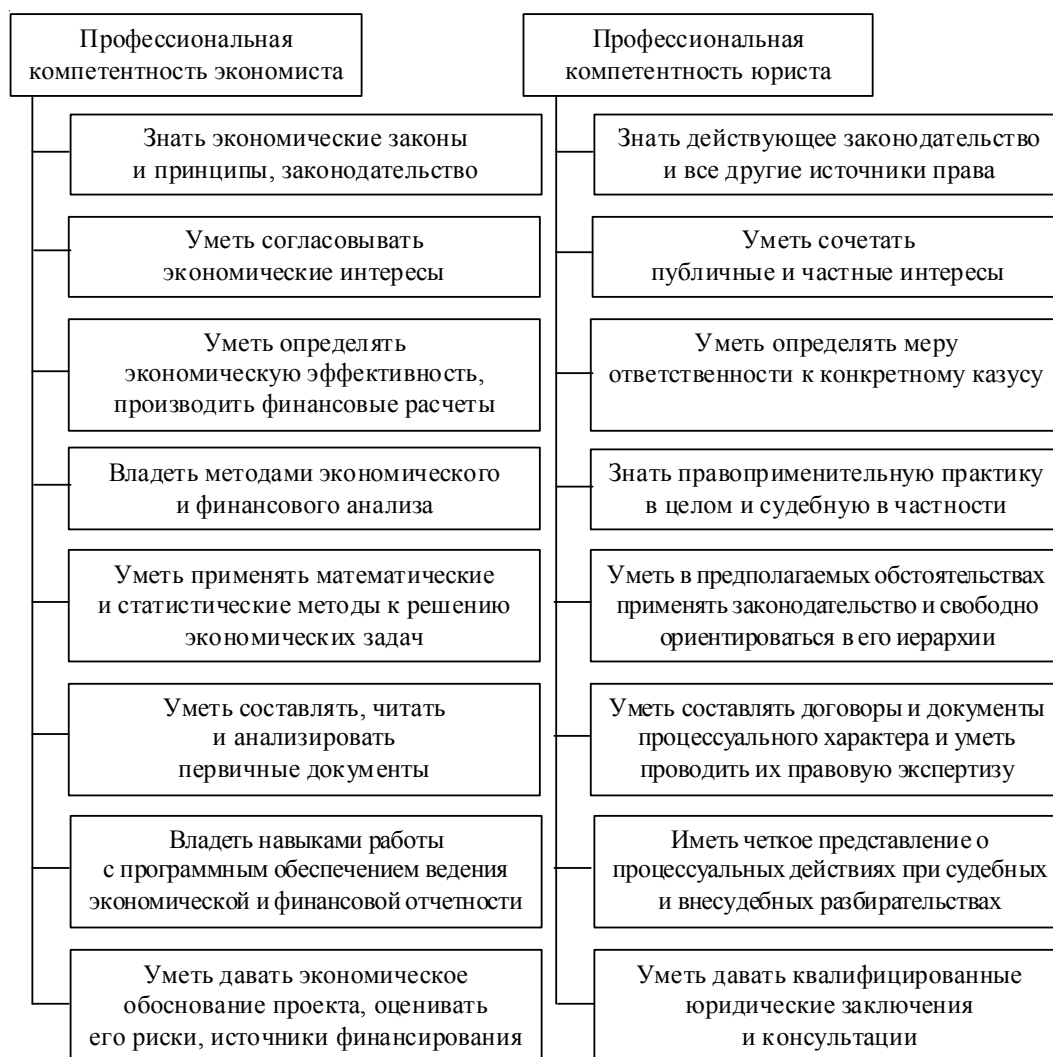 Профессиональная
компетентность экономиста
Знать экономические законы
и принципы, законодательство
Уметь согласовывать
экономические интересы
Уметь определять
экономическую эффективность,
производить финансовые расчеты
Владеть методами экономического
и финансового анализа
Уметь применять математические
и статистические методы к решению
экономических задач
Уметь составлять, читать
и анализировать
первичные документы
Владеть навыками работы
с программным обеспечением ведения
экономической и финансовой отчетности
Уметь давать экономическое
обоснование проекта, оценивать
его риски, источники финансирования
Профессиональная
компетентность юриста
Знать действующее законодательство
и все другие источники права
Уметь сочетать
публичные и частные интересы
Уметь определять меру
ответственности к конкретному казусу
Знать правоприменительную практику
в целом и судебную в частности
Уметь в предполагаемых обстоятельствах
применять законодательство и свободно
ориентироваться в его иерархии
Уметь составлять договоры и документы
процессуального характера и уметь
проводить их правовую экспертизу
Иметь четкое представление о
процессуальных действиях при судебных
и внесудебных разбирательствах
Уметь давать квалифицированные
юридические заключения
и консультации